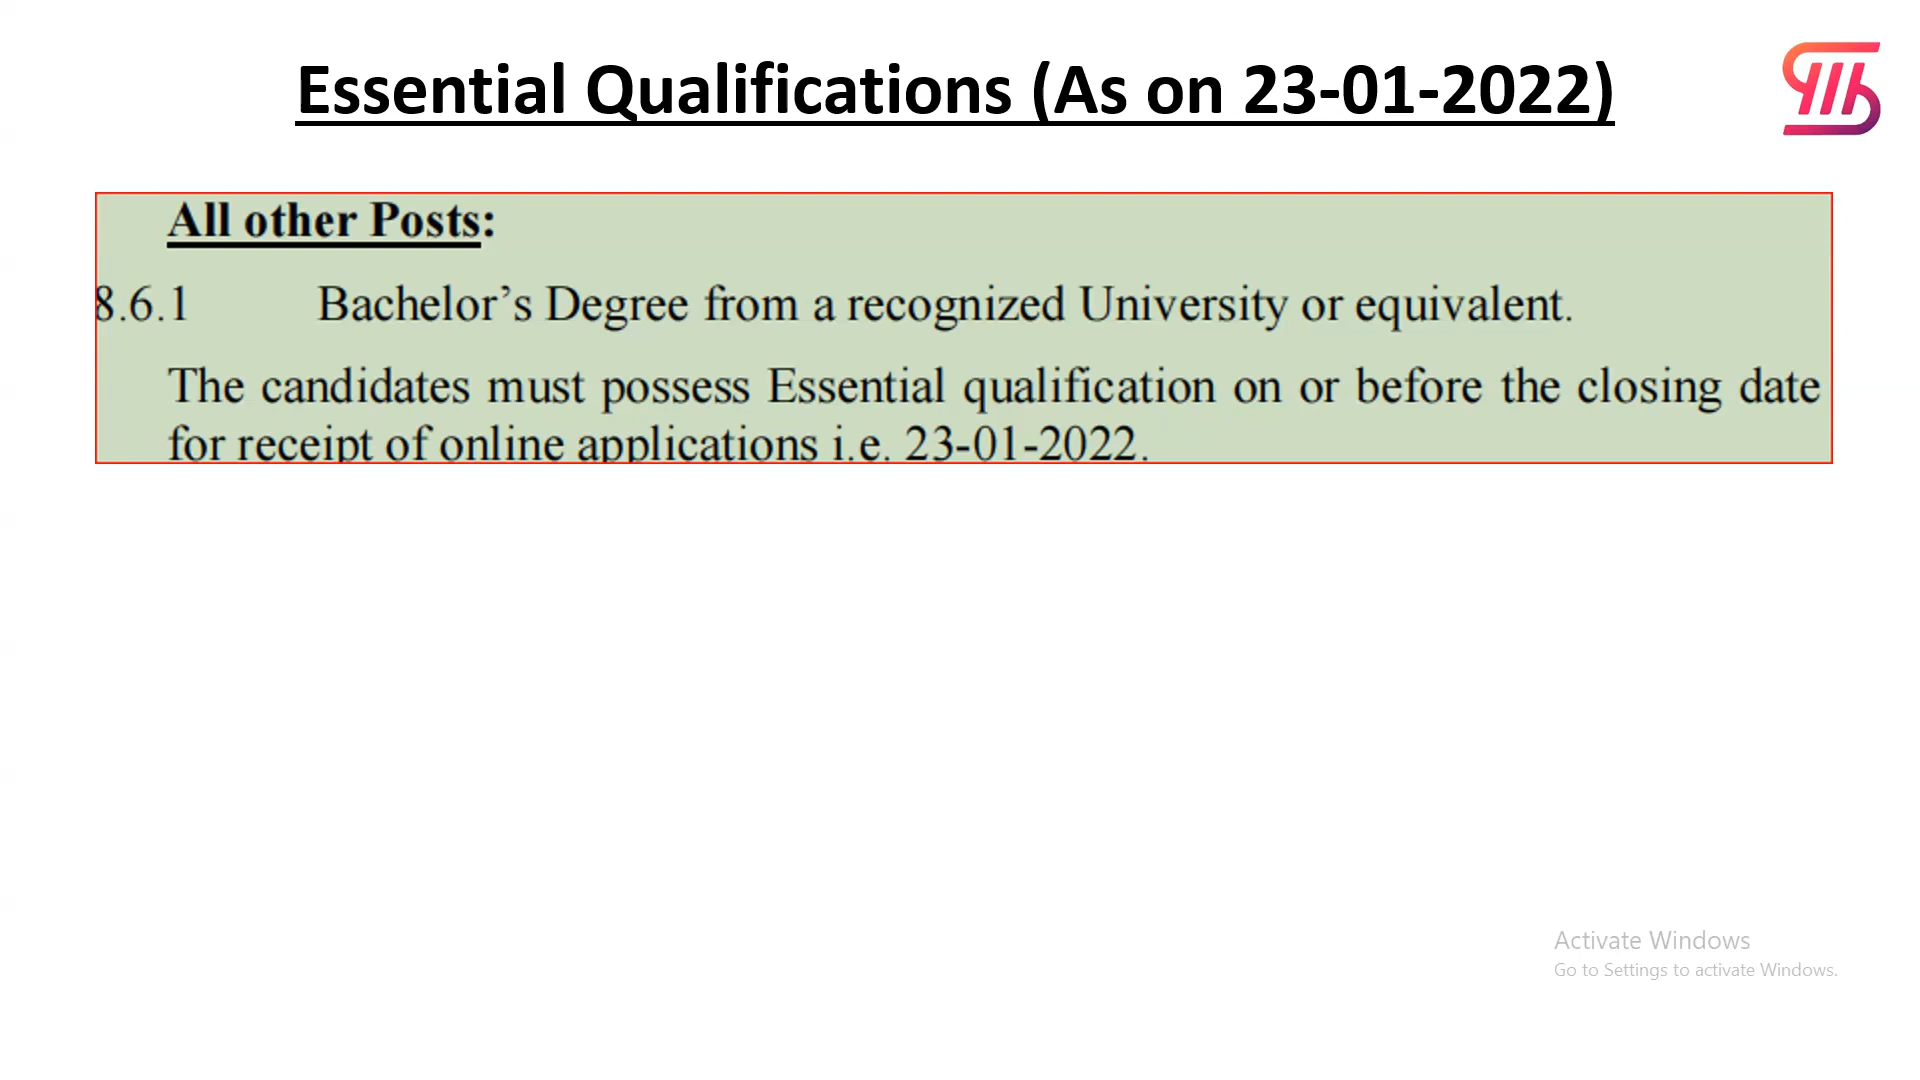 Essential Qualifications (As on 23-01-2022)
All other Posts:
8.6.1 Bachelor’s Degree from a recognized University or equivalent.
The candidates must possess Essential qualification on or before the closing date
for receipt of online applications i.e. 23-01-2022.
Activate Windows
Go to Settings to activate Windows.